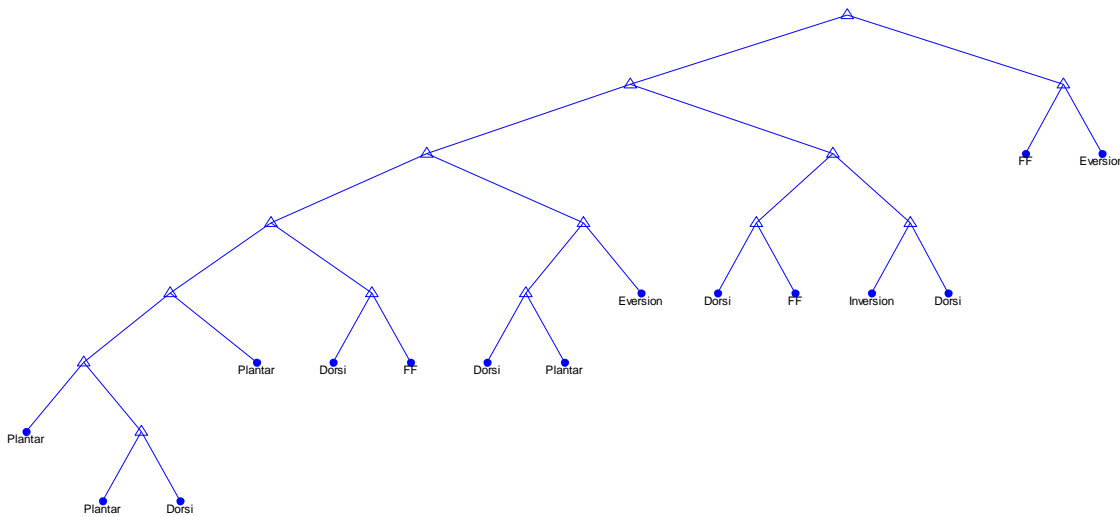 FF
Eversion
Eversion
Dorsi
FF
Inversion
Dorsi
Plantar
Dorsi
FF
Dorsi
Plantar
Plantar
Plantar
Dorsi